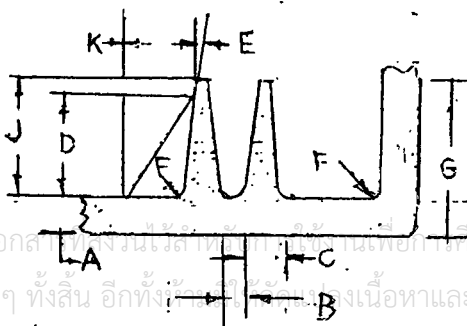 K E
J D F F G
A
C
B
อกสารที่สงวนไว้สำหรับการใช้งานเพื่อการศึ
ๆ ทั้งสิ้น อีกทั้งห้ามมิให้ดัดแปลงเนื้อหาและ